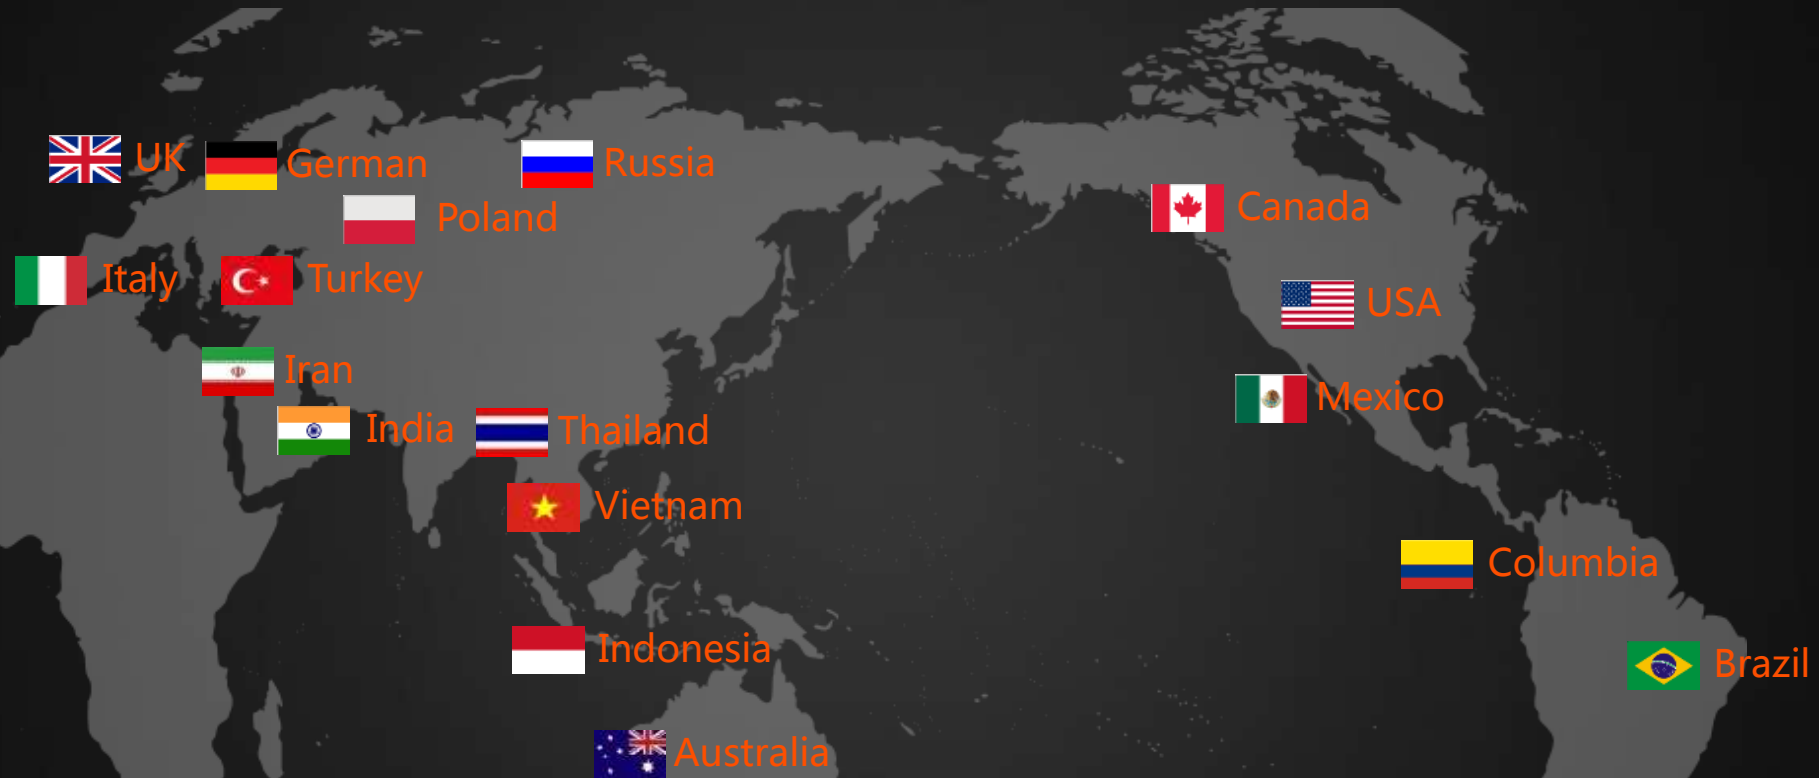 UK
German
Russia
Poland
Canada
Italy
Turkey
USA
Iran
Mexico
India
Thailand
Vietnam
Columbia
Indonesia
Brazil
Australia